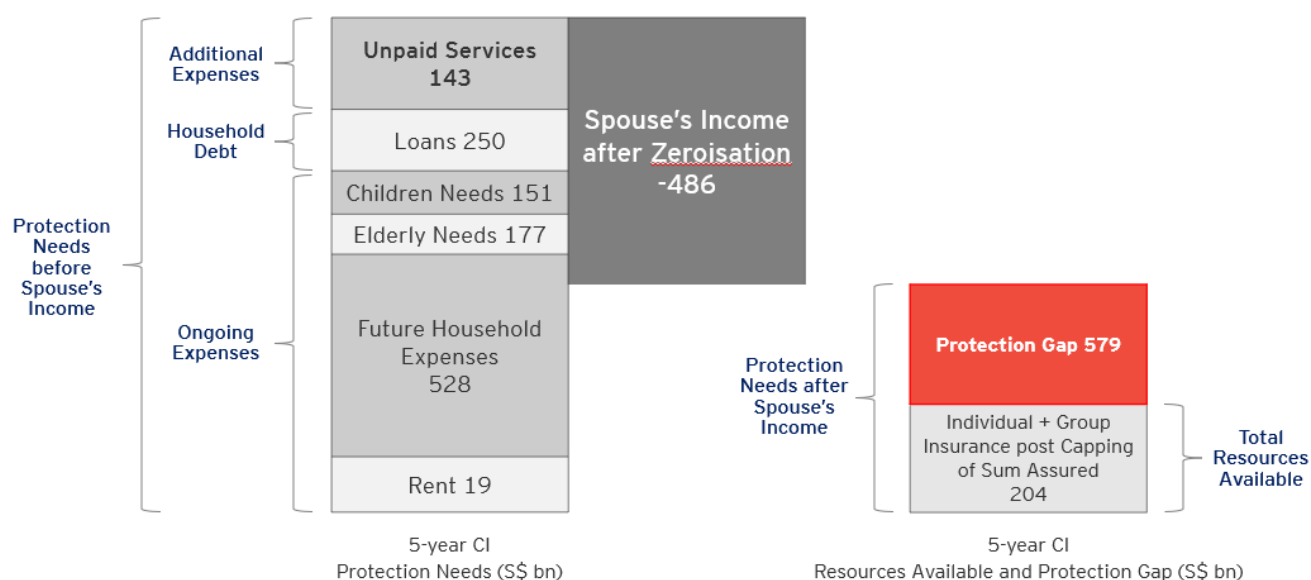 Protection
Needs
before
Spouse's
Income
Additional
Expenses
Household
Debt
Ongoing
Expenses
Unpaid Services
143
Loans 250
Children Needs 151
Elderly Needs 177
Future Household
Expenses
528
Rent 19
5-year CI
Protection Needs (S$ bn)
Spouse's Income
after Zeroisation
-486
Protection
Needs after
Spouse's
Income
Protection Gap 579
Individual + Group
Insurance post Capping
of Sum Assured
204
Total
Resources
Available
5-year CI
Resources Available and Protection Gap (S$ bn)